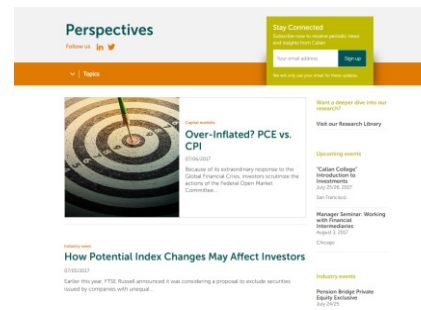 Perspectives
Follow us
Stay Connected
Subscribe now to receive periodic news
and insights from Callan
Your email address
Sign up
We will only use your email for these updates
Topics
Capital markets
Over-Inflated? PCE vs.
CPI
07/06/2017
Because of its extraordinary response to the
Global Financial Crisis, investors scrutinize the
actions of the Federal Open Market
Committee...
Industry news
How Potential Index Changes May Affect Investors
07/05/2017
Earlier this year, FTSE Russell announced it was considering a proposal to exclude securities
issued by companies with unequal...
Want a deeper dive into our
research?
Visit our Research Library
Upcoming events
"Callan College"
Introduction to
Investments
July 25/26, 2017
San Francisco
Manager Seminar: Working
with Financial
Intermediaries
August 3, 2017
Chicago
Industry events
Pension Bridge Private
Equity Exclusive
July 24/25